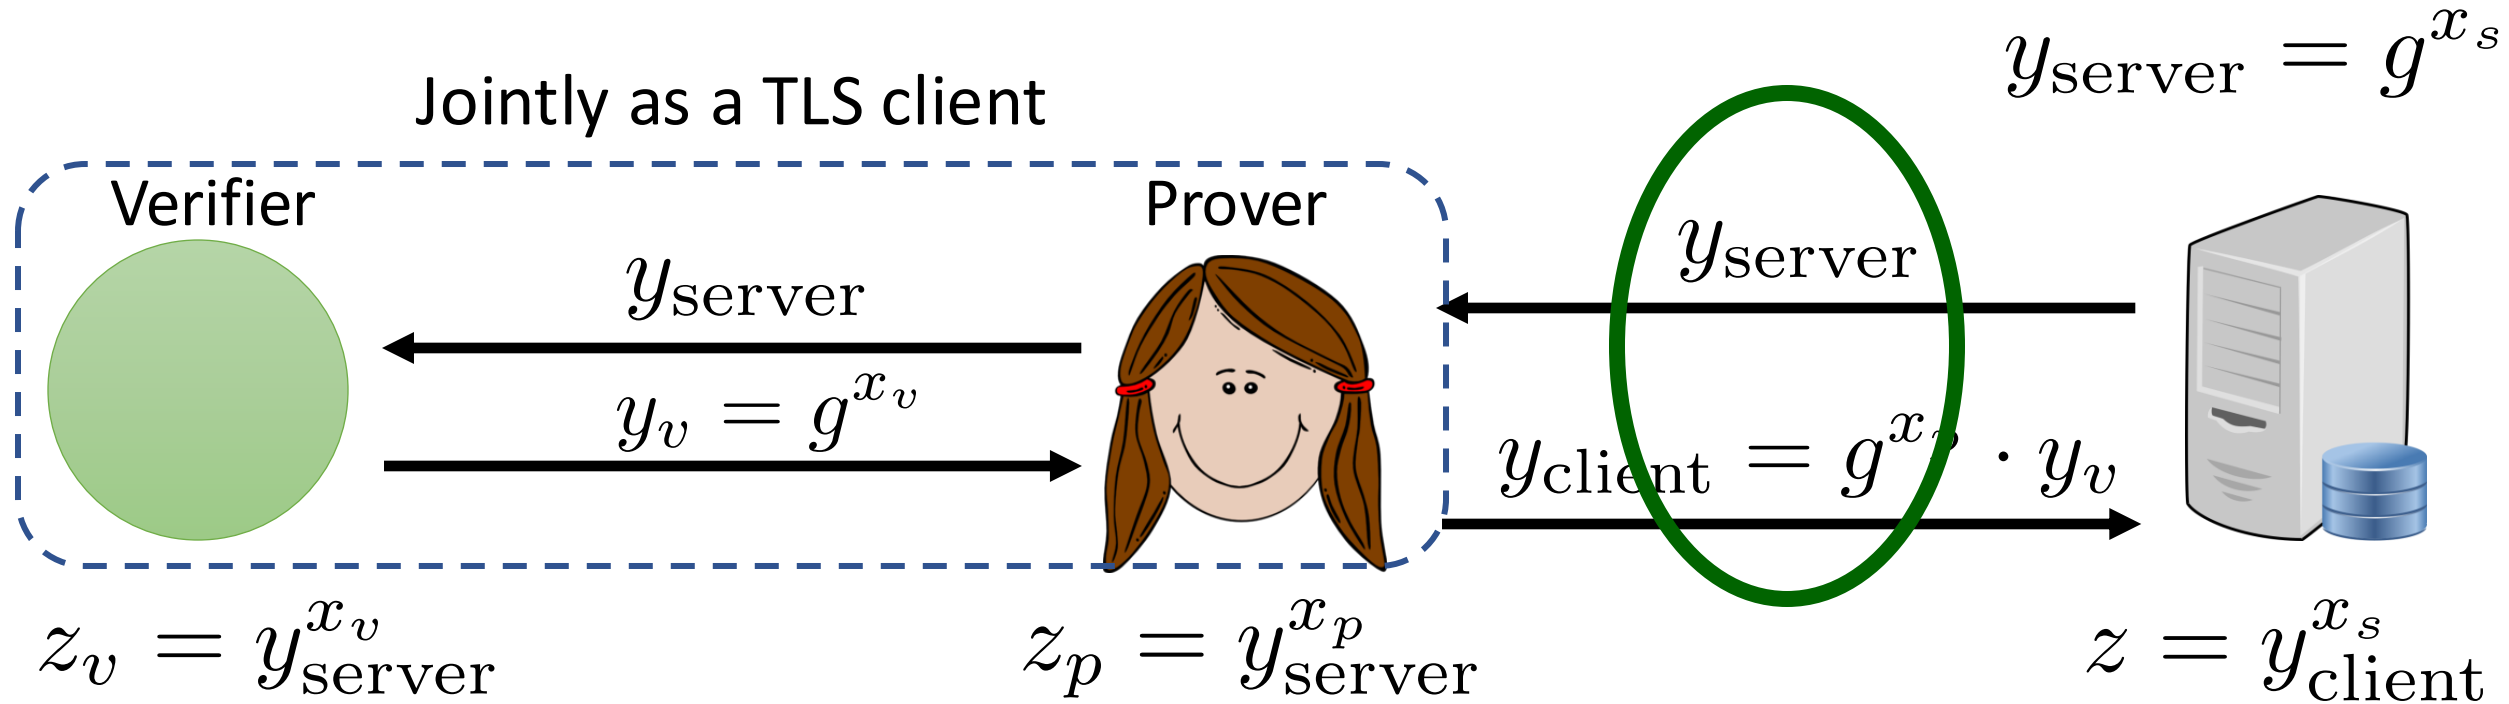 y_server = g^{x_s}
Jointly as a TLS client
Verifier
Prover
y_server
y_server
y_v = g^{x_v}
y_client = g^x · y_v
z_v = y_server^{x_v}
z_p = y_server^{x_p}
z = y_client^{x_s}